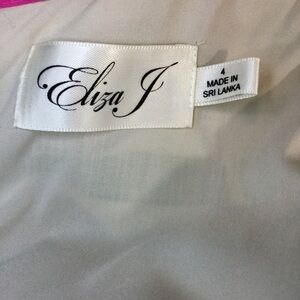 Eliza J
4
MADE IN
SRI LANKA